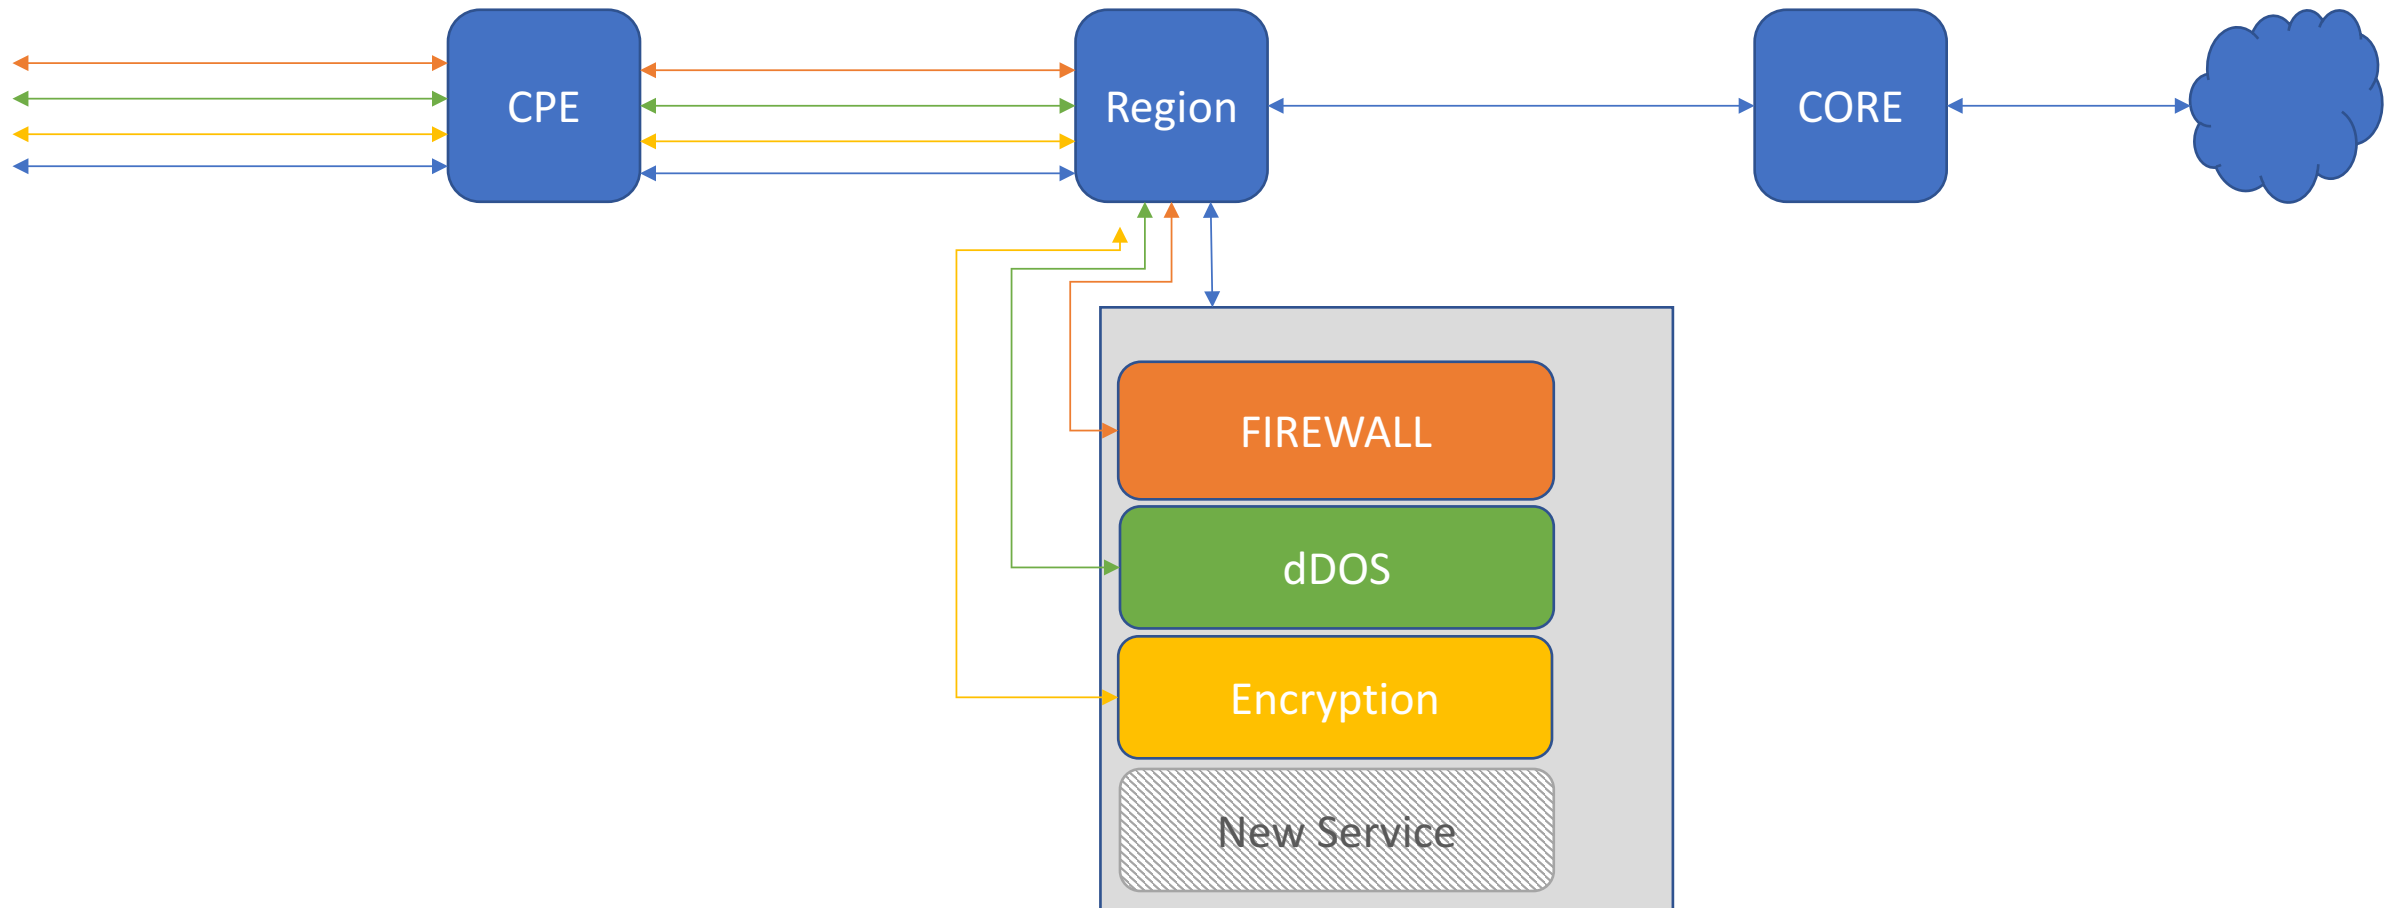 CPE
Region
CORE
FIREWALL
dDOS
Encryption
New Service